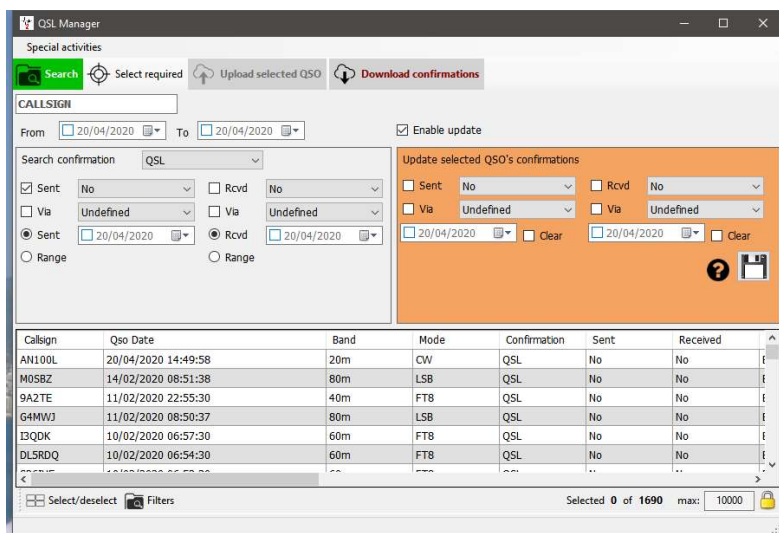 QSL Manager
Special activities
Search Select required Upload selected QSO Download confirmations
CALLSIGN
From 20/04/2020 To 20/04/2020 Enable update
Search confirmation QSL
Sent No Rcvd No
Via Undefined Via Undefined
Sent 20/04/2020 Rcvd 20/04/2020
Range Range
Update selected QSO's confirmations
Sent No Rcvd No
Via Undefined Via Undefined
20/04/2020 Clear 20/04/2020 Clear
Callsign Qso Date Band Mode Confirmation Sent Received
AN100L 20/04/2020 14:49:58 20m CW QSL No No
M0SBZ 14/02/2020 08:51:38 80m LSB QSL No No
9A2TE 11/02/2020 22:55:30 40m FT8 QSL No No
G4MWJ 11/02/2020 08:50:37 80m LSB QSL No No
I3QDK 10/02/2020 06:57:30 60m FT8 QSL No No
DL5RDQ 10/02/2020 06:54:30 60m FT8 QSL No No
Select/deselect Filters Selected 0 of 1690 max: 10000